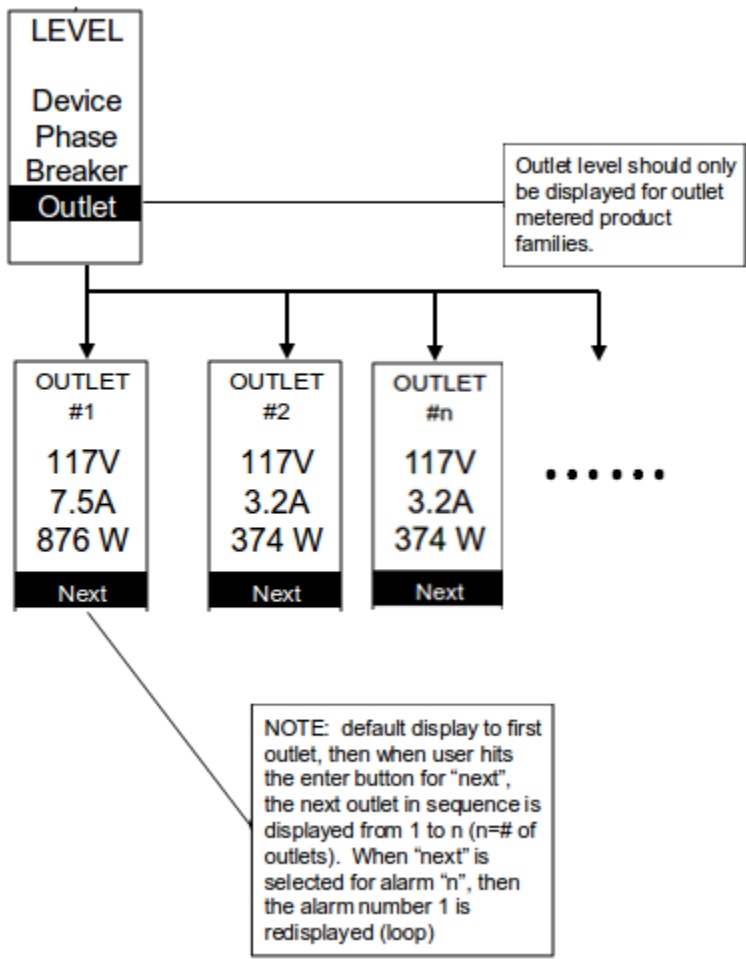 LEVEL
Device
Phase
Breaker
Outlet
Outlet level should only
be displayed for outlet
metered product
families.
OUTLET
#1
117V
7.5A
876 W
Next
OUTLET
#2
117V
3.2A
374 W
Next
OUTLET
#n
117V
3.2A
374 W
Next
......
NOTE: default display to first
outlet, then when user hits
the enter button for “next”,
the next outlet in sequence is
displayed from 1 to n (n=# of
outlets). When “next” is
selected for alarm “n”, then
the alarm number 1 is
redisplayed (loop)